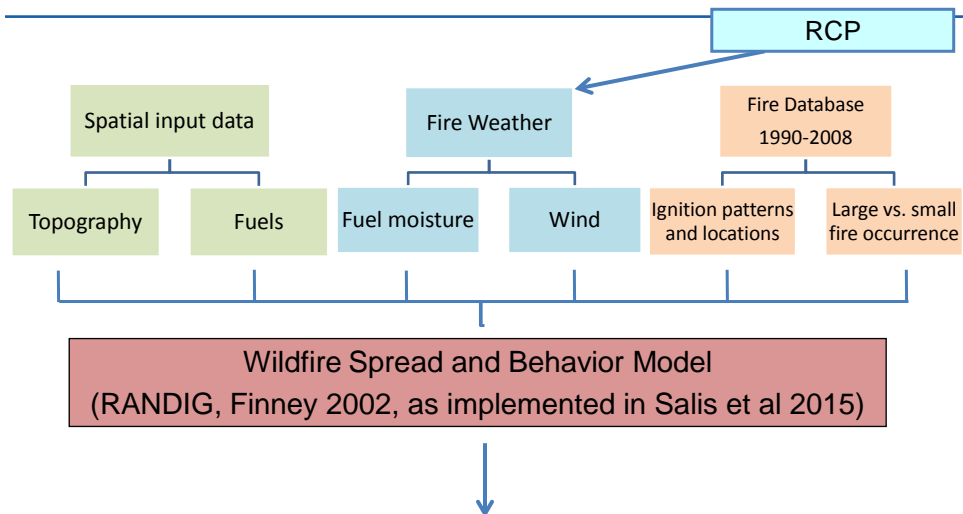 RCP
Spatial input data
Fire Weather
Fire Database
1990-2008
Topography
Fuels
Fuel moisture
Wind
Ignition patterns
and locations
Large vs. small
fire occurrence
Wildfire Spread and Behavior Model
(RANDIG, Finney 2002, as implemented in Salis et al 2015)